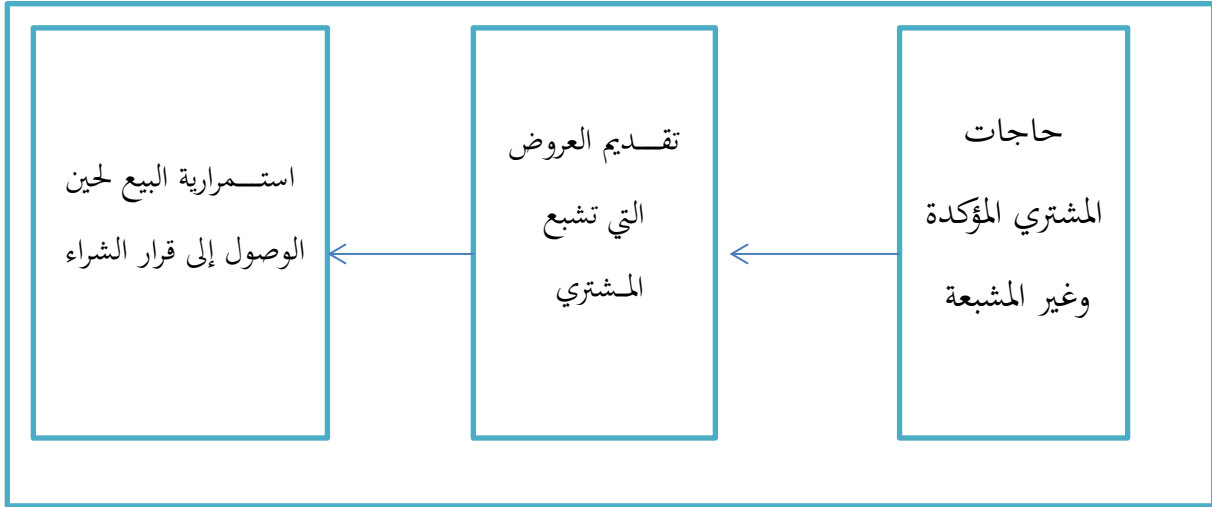 حاجات
المشتري المؤكدة
وغير المشبعة
تقـــديم العروض
التي تشبع
المـشتري
استـــمرارية البيع لحين
الوصول إلى قرار الشراء